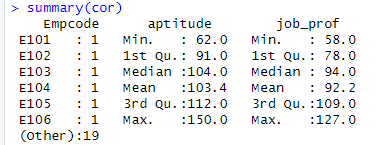 > summary(cor)
Empcode aptitude job_prof
E101 : 1 Min. : 62.0 Min. : 58.0
E102 : 1 1st Qu.: 91.0 1st Qu.: 78.0
E103 : 1 Median :104.0 Median : 94.0
E104 : 1 Mean :103.4 Mean : 92.2
E105 : 1 3rd Qu.:112.0 3rd Qu.:109.0
E106 : 1 Max. :150.0 Max. :127.0
(Other):19